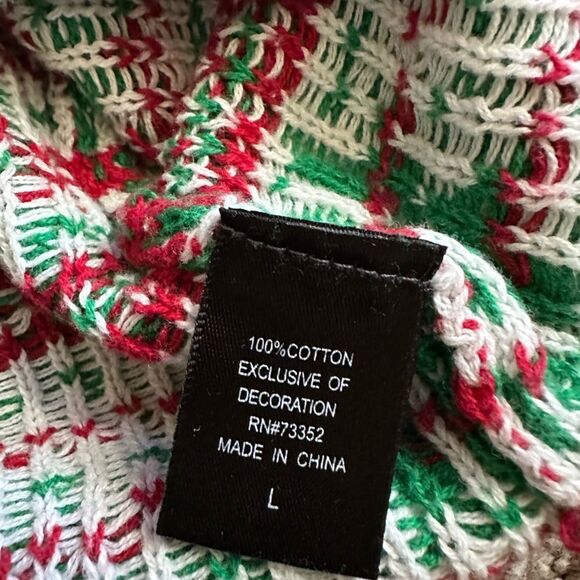 100%COTTON
EXCLUSIVE OF
DECORATION
RN#73352
MADE IN CHINA
L